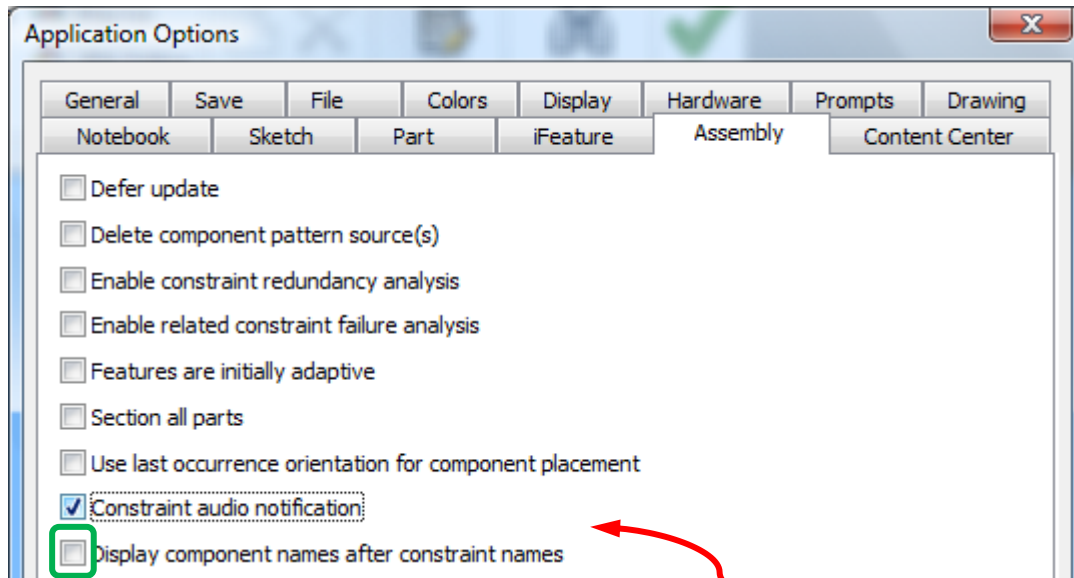 Application Options
General Save File Colors Display Hardware Prompts Drawing
Notebook Sketch Part iFeature Assembly Content Center
Defer update
Delete component pattern source(s)
Enable constraint redundancy analysis
Enable related constraint failure analysis
Features are initially adaptive
Section all parts
Use last occurrence orientation for component placement
Constraint audio notification
Display component names after constraint names